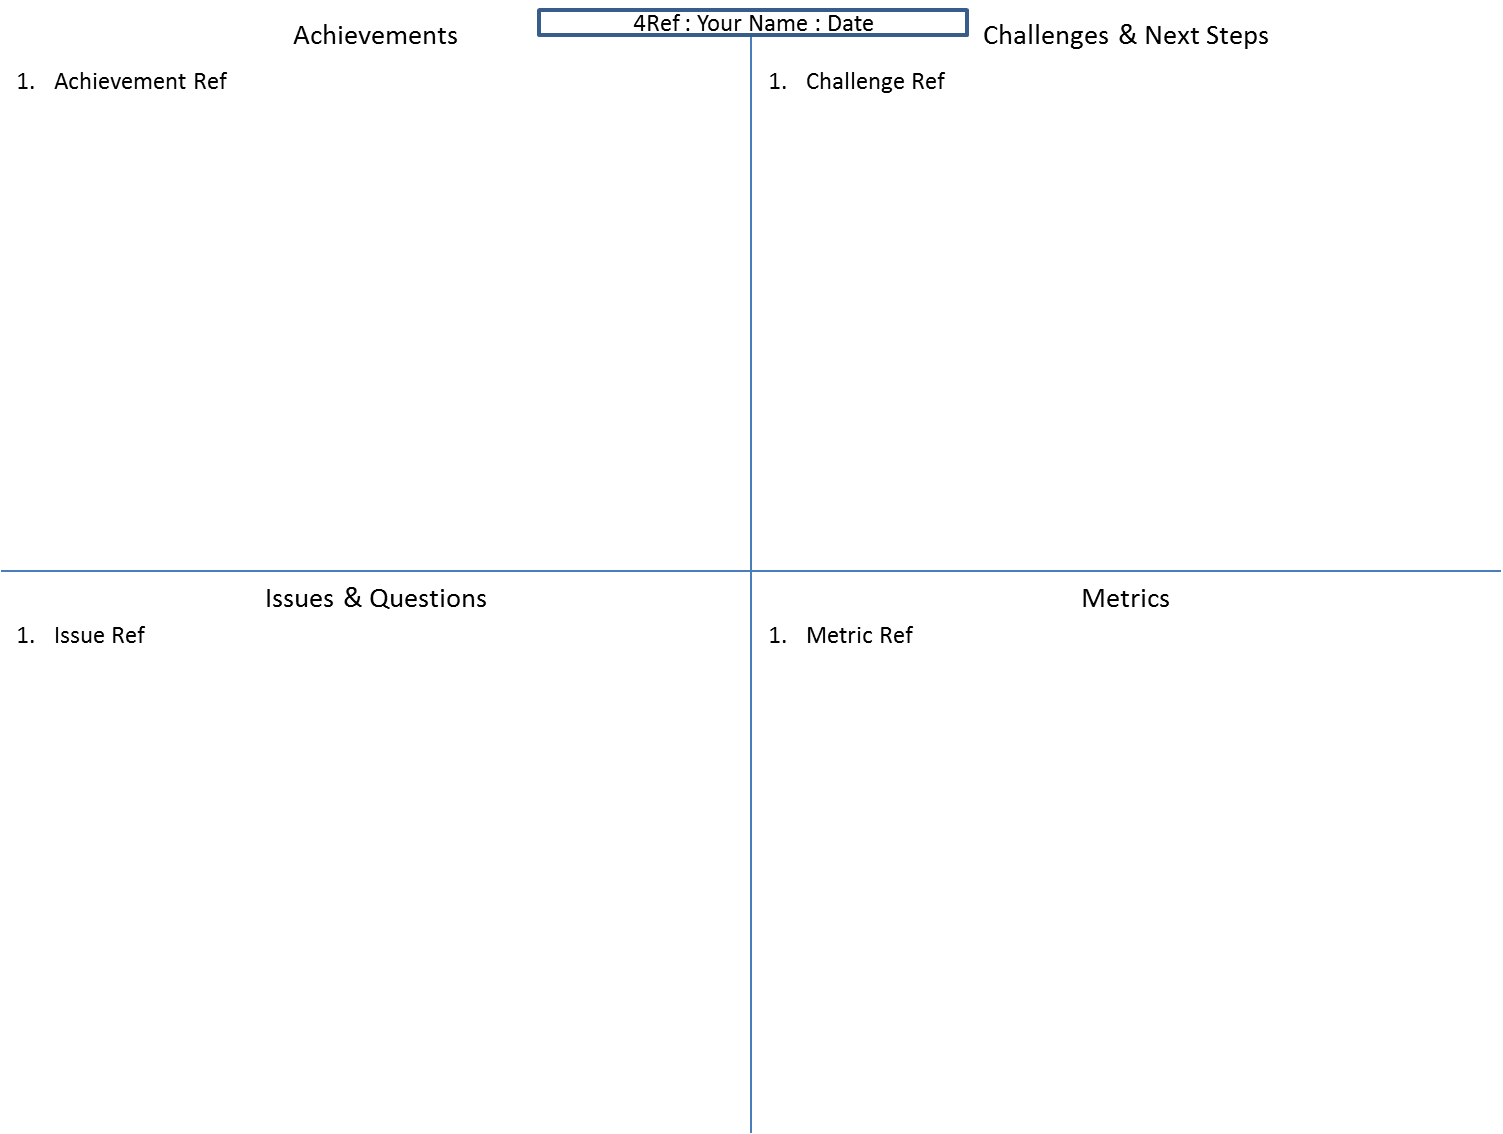 4Ref : Your Name : Date
Achievements
1. Achievement Ref
Challenges & Next Steps
1. Challenge Ref
Issues & Questions
1. Issue Ref
Metrics
1. Metric Ref